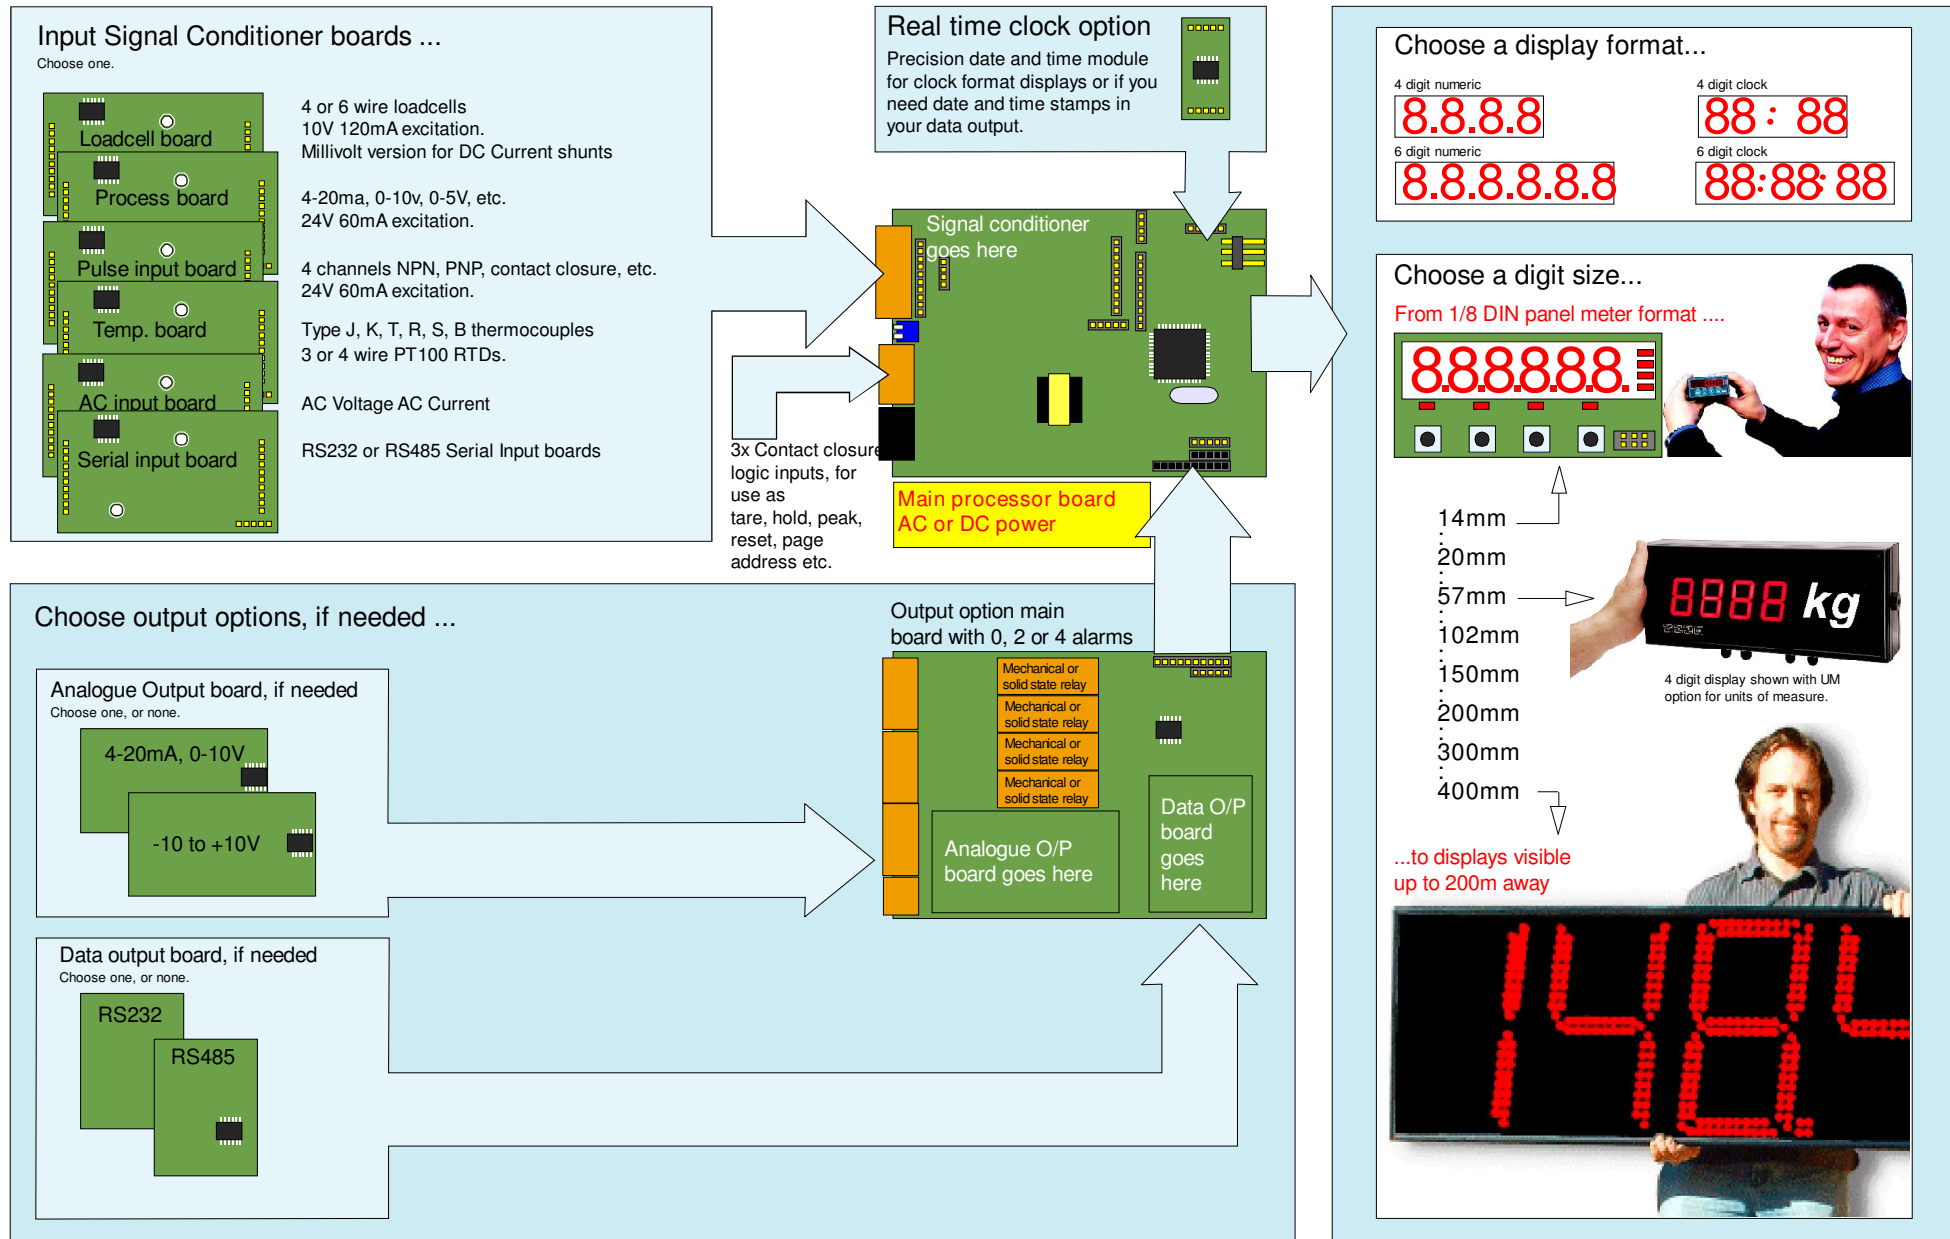 Input Signal Conditioner boards ...
Choose one.
Loadcell board
Process board
Pulse input board
Temp. board
AC input board
Serial input board
4 or 6 wire loadcells
10V 120mA excitation.
Millivolt version for DC Current shunts
4-20ma, 0-10v, 0-5V, etc.
24V 60mA excitation.
4 channels NPN, PNP, contact closure, etc.
24V 60mA excitation.
Type J, K, T, R, S, B thermocouples
3 or 4 wire PT100 RTDs.
AC Voltage AC Current
RS232 or RS485 Serial Input boards
Real time clock option
Precision date and time module
for clock format displays or if you
need date and time stamps in
your data output.
Signal conditioner
goes here
3x Contact closure
logic inputs, for
use as
tare, hold, peak,
reset, page
address etc.
Main processor board
AC or DC power
Choose output options, if needed ...
Analogue Output board, if needed
Choose one, or none.
4-20mA, 0-10V
-10 to +10V
Data output board, if needed
Choose one, or none.
RS232
RS485
Output option main
board with 0, 2 or 4 alarms
Mechanical or
solid state relay
Mechanical or
solid state relay
Mechanical or
solid state relay
Mechanical or
solid state relay
Analogue O/P
board goes here
Data O/P
board
goes
here
Choose a display format...
4 digit numeric
8.8.8.8
4 digit clock
88: 88
6 digit numeric
8.8.8.8.8.8
6 digit clock
88:88:88
Choose a digit size...
From 1/8 DIN panel meter format ....
8.8.8.8.8.8.
14mm
20mm
57mm
102mm
150mm
200mm
300mm
400mm
8888 kg
4 digit display shown with UM
option for units of measure.
...to displays visible
up to 200m away
148